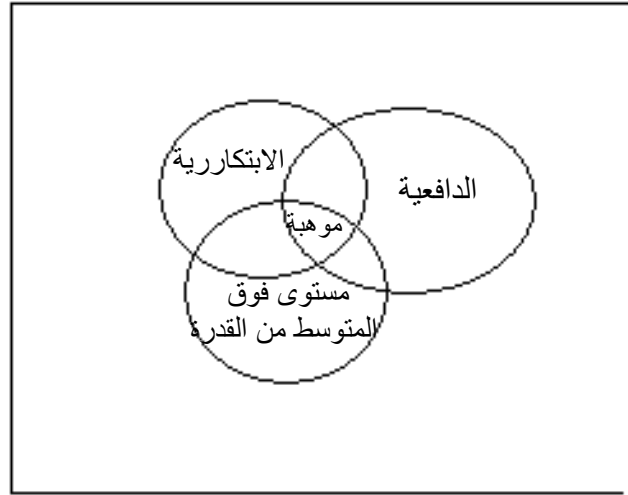 الابتكاررية
الدافعية
موهبة
مستوى فوق
المتوسط من القدرة